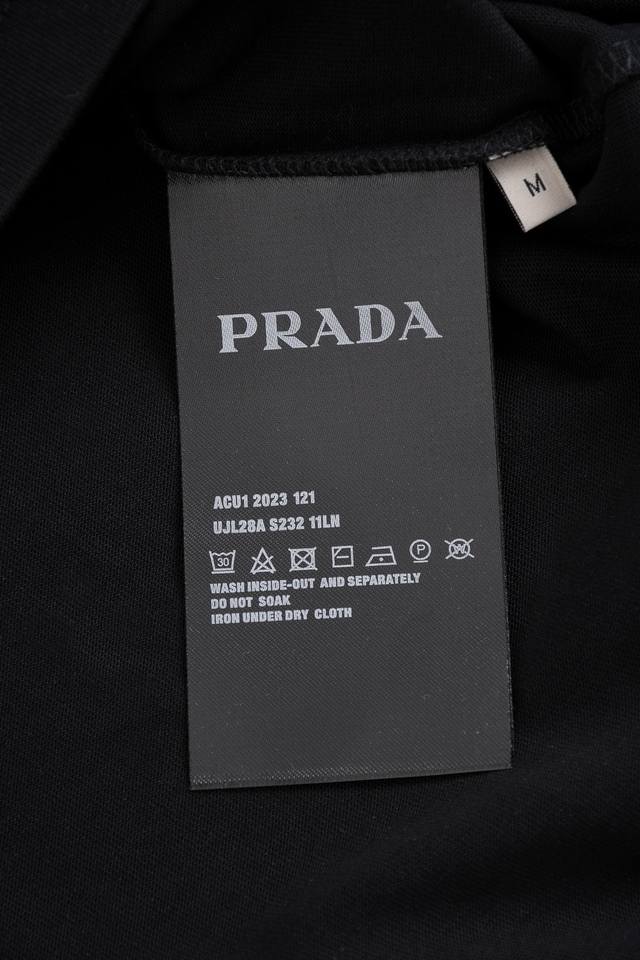 M
PRADA
ACU1 2023 121
UJL28A S232 11LN
30 P W
WASH INSIDE-OUT AND SEPARATELY
DO NOT SOAK
IRON UNDER DRY CLOTH